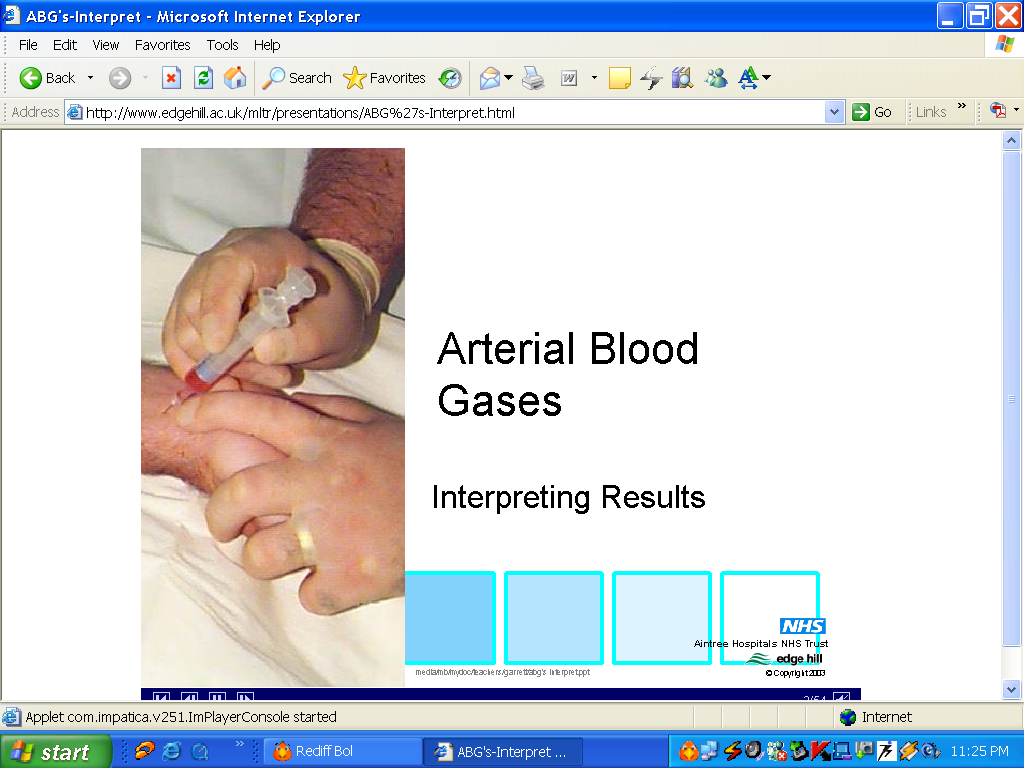 ABG's-Interpret - Microsoft Internet Explorer
File Edit View Favorites Tools Help
Back Search Favorites
Address http://www.edgehill.ac.uk/mltr/presentations/ABG%27s-Interpret.html Go Links »
Arterial Blood
Gases
Interpreting Results
NHS
Aintree Hospitals NHS Trust
edge hill
© Copyright 2003
Applet com.impatica.v251.ImPlayerConsole started Internet
start Rediff Bol ABG's-Interpret ... 11:25 PM